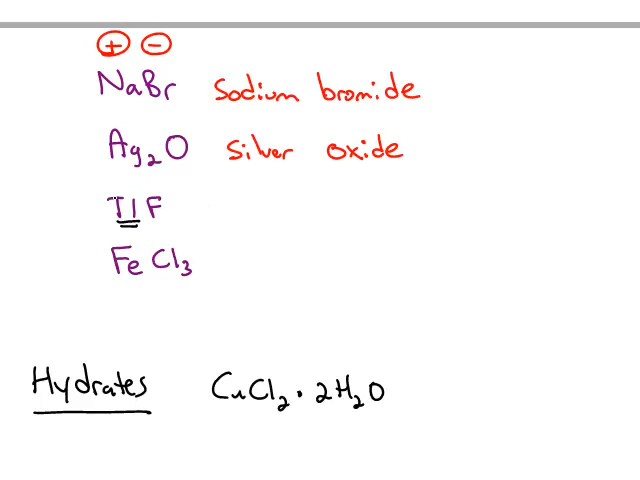 + −
NaBr sodium bromide
Ag₂O silver oxide
TlF
FeCl₃
Hydrates CuCl₂ · 2H₂O